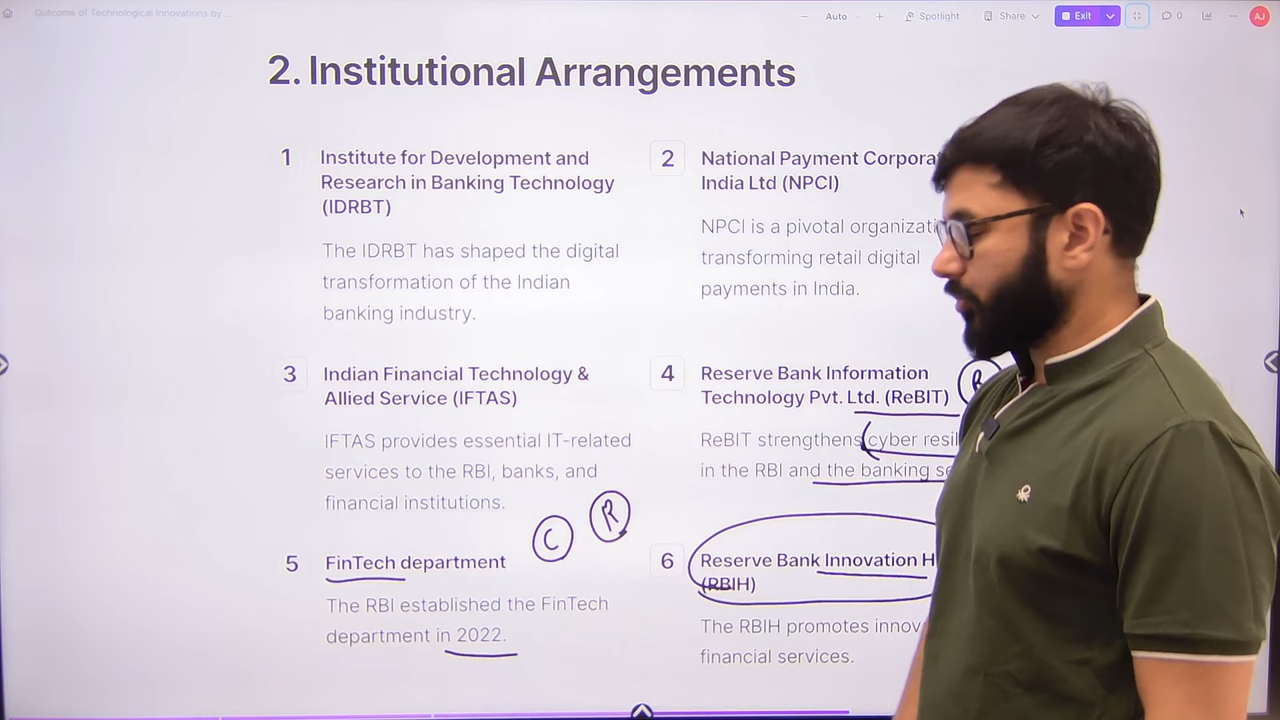 Outcome of Technological Innovations by ...
Auto
Spotlight
Share
Exit
0
AJ
2. Institutional Arrangements
1
Institute for Development and
Research in Banking Technology
(IDRBT)
The IDRBT has shaped the digital
transformation of the Indian
banking industry.
2
National Payment
India Ltd (NPCI)
NPCI is a pivotal
transforming retail digital
payments in India.
3
Indian Financial Technology &
Allied Service (IFTAS)
IFTAS provides essential IT-related
services to the RBI, banks, and
financial institutions.
4
Reserve Bank Information
Technology Pvt. Ltd. (ReBIT)
R
ReBIT strengthens cyber
in the RBI and the banking
C
R
5
FinTech department
The RBI established the FinTech
department in 2022.
6
Reserve Bank Innovation
(RBIH)
The RBIH promotes
financial services.